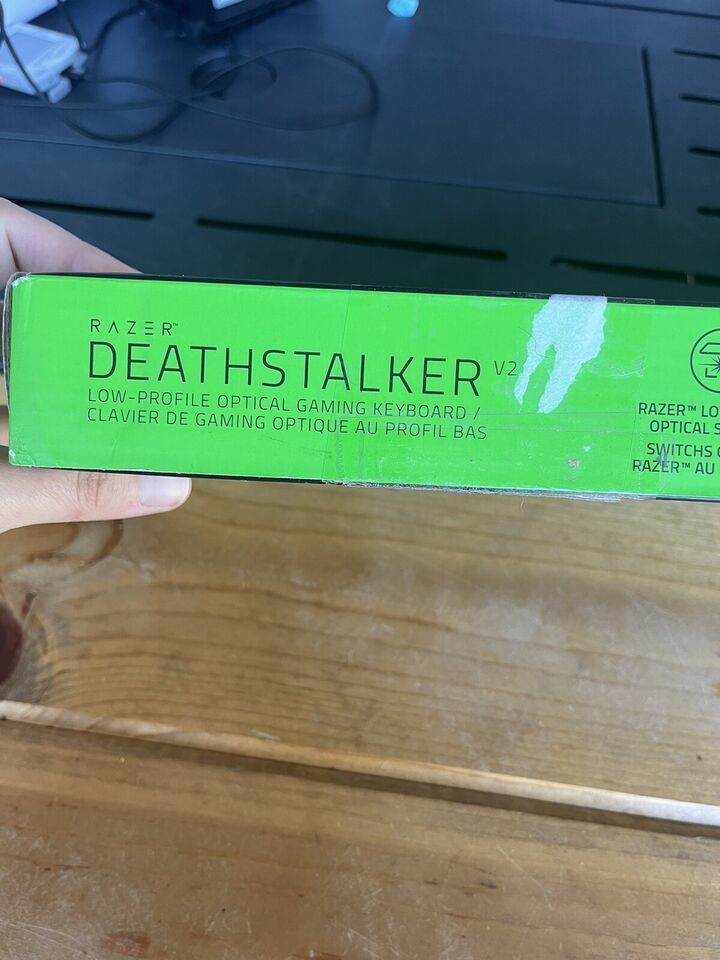 RAZER™
DEATHSTALKER V2
LOW-PROFILE OPTICAL GAMING KEYBOARD /
CLAVIER DE GAMING OPTIQUE AU PROFIL BAS
RAZER™ LO
OPTICAL S
SWITCHS
RAZER™ AU